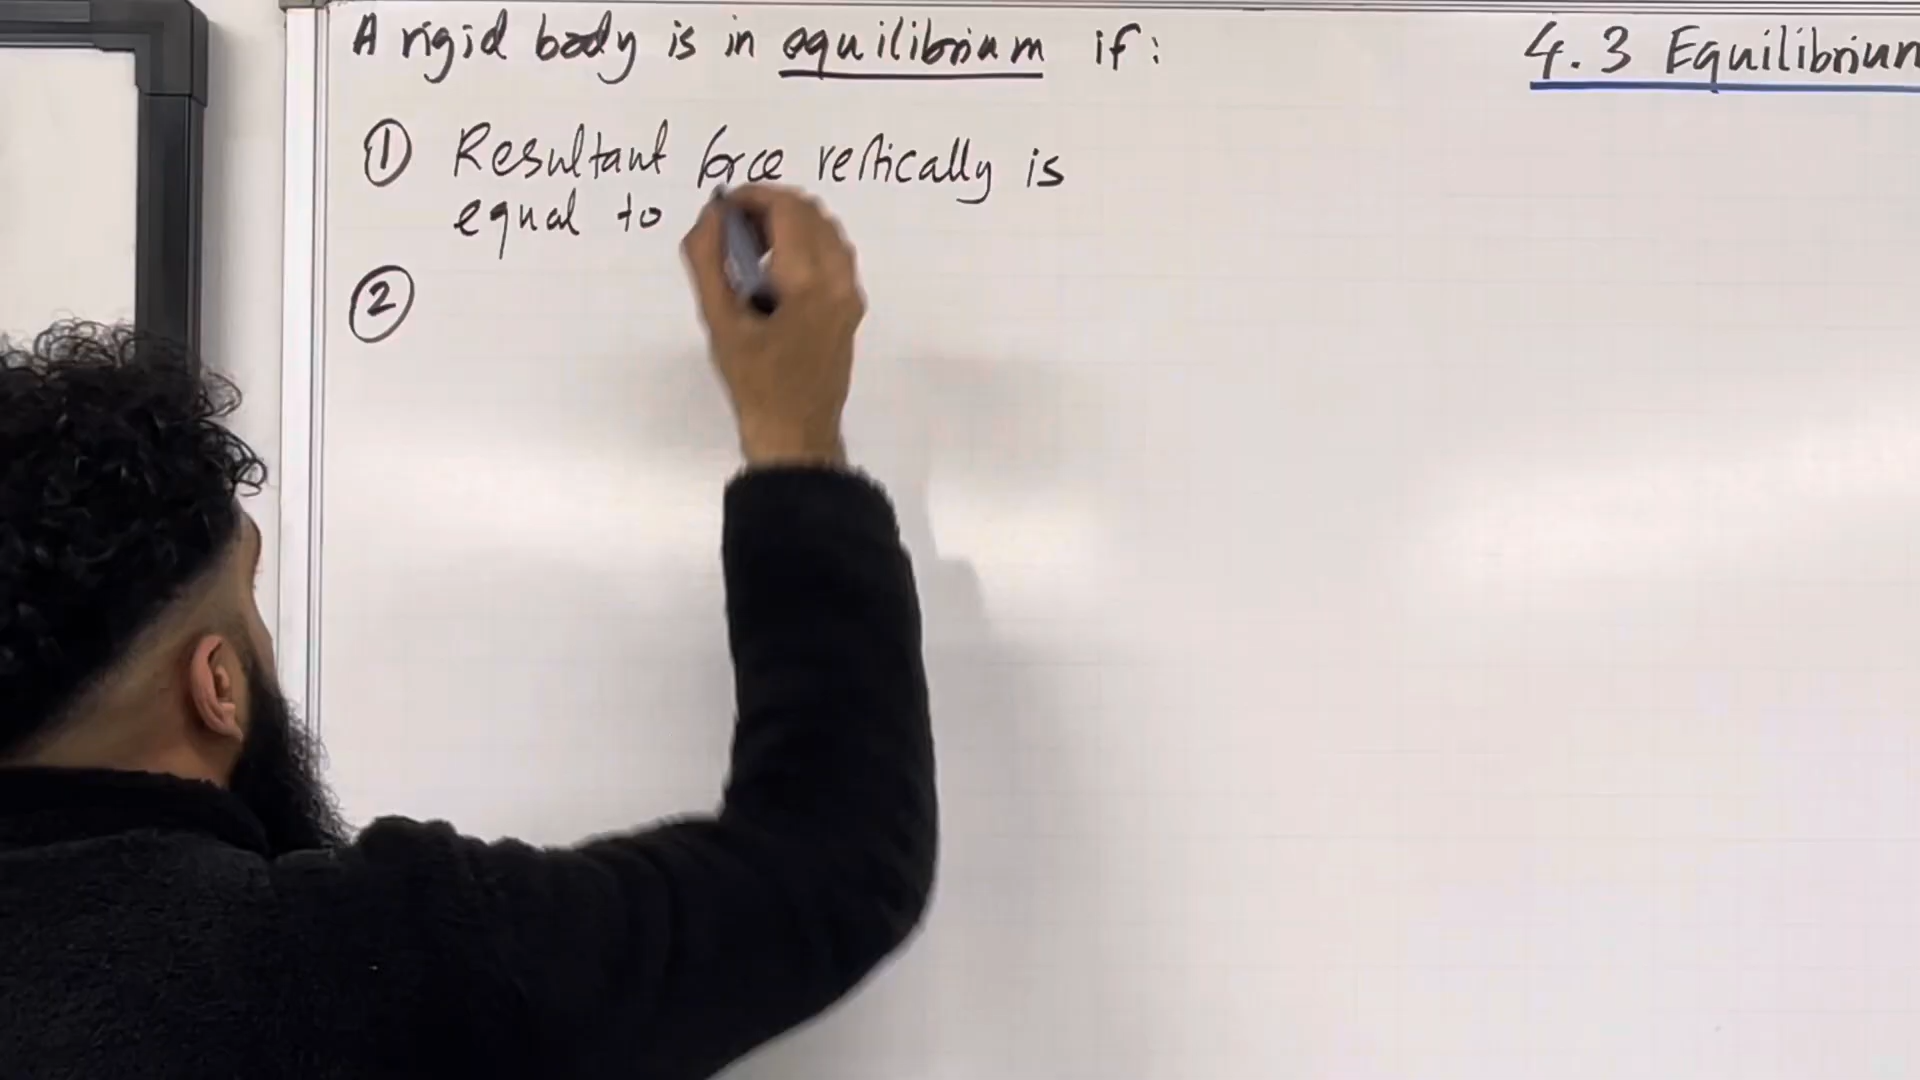 A rigid body is in equilibrium if:
4.3 Equilibrium
① Resultant force vertically is
equal to
②